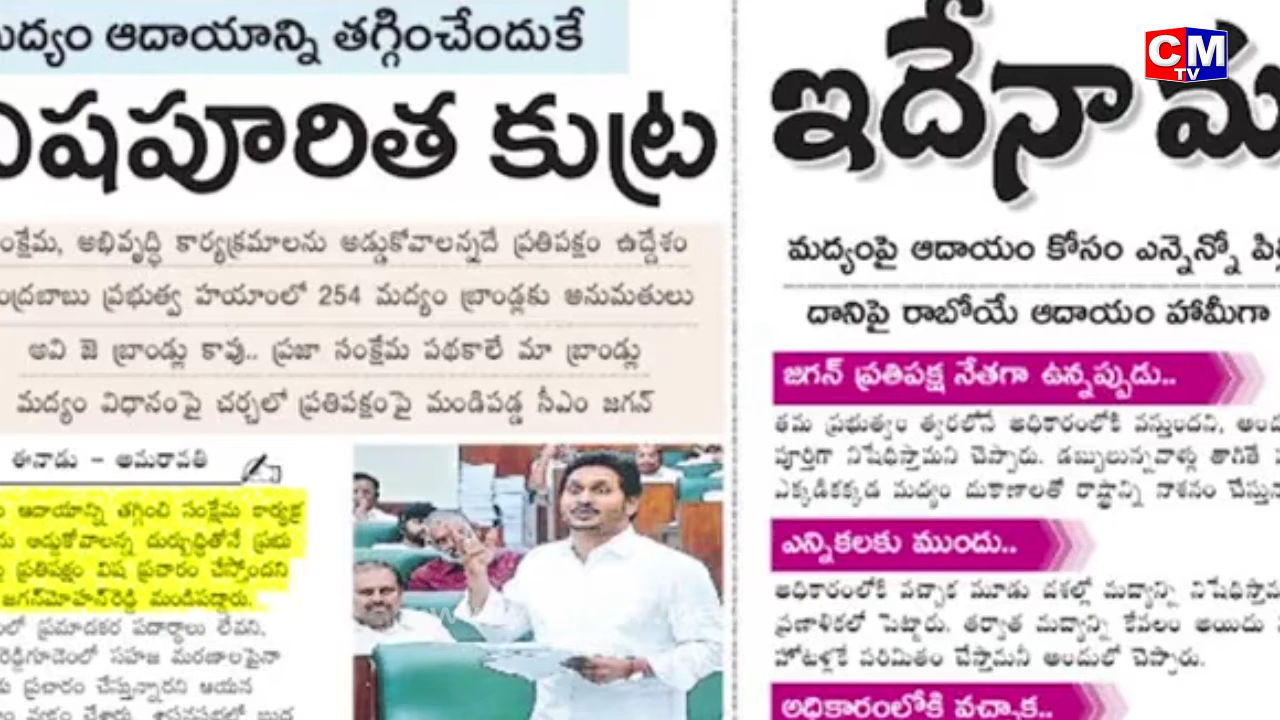 మద్యం ఆదాయాన్ని తగ్గించేందుకే
విషపూరిత కుట్ర
సంక్షేమ, అభివృద్ధి కార్యక్రమాలను అడ్డుకోవాలన్నదే ప్రతిపక్షం ఉద్దేశం
చంద్రబాబు ప్రభుత్వ హయాంలో 254 మద్యం బ్రాండ్లకు అనుమతులు
అవి జె బ్రాండ్లు కావు.. ప్రజా సంక్షేమ పథకాలే మా బ్రాండ్లు
మద్యం విధానంపై చర్చలో ప్రతిపక్షంపై మండిపడ్డ సీఎం జగన్
ఈనాడు - అమరావతి
ఆదాయాన్ని తగ్గించి సంక్షేమ కార్యక్ర
ను అడ్డుకోవాలన్న దుర్బుద్ధితోనే ప్రభు
పై ప్రతిపక్షం విష ప్రచారం చేస్తోందని
జగన్‌మోహన్‌రెడ్డి మండిపడ్డారు.
లో ప్రమాదకర పదార్థాలు లేవని,
రెడ్డిగూడెంలో సహజ మరణాలపైనా
ప్రచారం చేస్తున్నారని ఆయన
CM TV
ఇదేనా మ
మద్యంపై ఆదాయం కోసం ఎన్నెన్నో
దానిపై రాబోయే ఆదాయం హామీగా
జగన్ ప్రతిపక్ష నేతగా ఉన్నప్పుడు..
తమ ప్రభుత్వం త్వరలోనే అధికారంలోకి వస్తుందని,
పూర్తిగా నిషేధిస్తామని చెప్పారు. డబ్బులున్నవాళ్లు తాగితే
ఎక్కడికక్కడ మద్యం దుకాణాలతో రాష్ట్రాన్ని నాశనం
ఎన్నికలకు ముందు..
అధికారంలోకి వచ్చాక మూడు దశల్లో మద్యాన్ని
ప్రణాళికలో పెట్టారు. తర్వాత మద్యాన్ని కేవలం అయిదు
హోటళ్లకే పరిమితం చేస్తామనీ అందులో చెప్పారు.
అధికారంలోకి వచ్చాక..